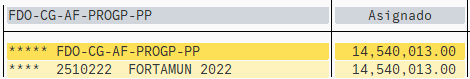 FDO-CG-AF-PROGP-PP Asignado
***** FDO-CG-AF-PROGP-PP 14,540,013.00
**** 2510222 FORTAMUN 2022 14,540,013.00